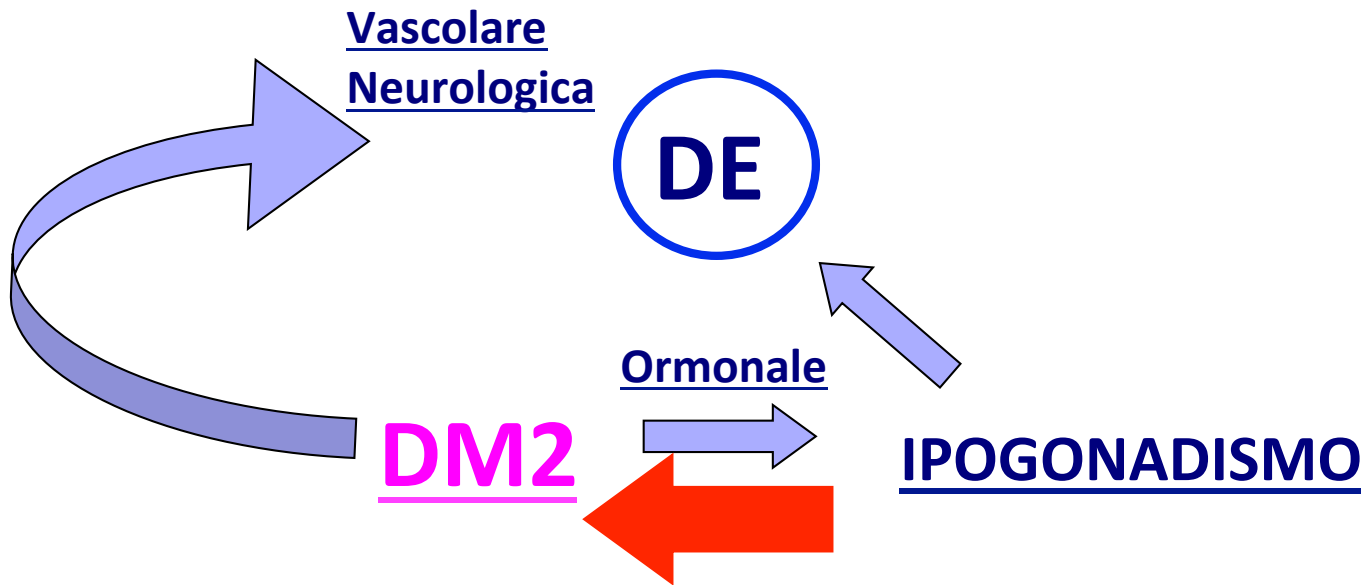 Vascolare
Neurologica
DE
Ormonale
DM2
IPOGONADISMO